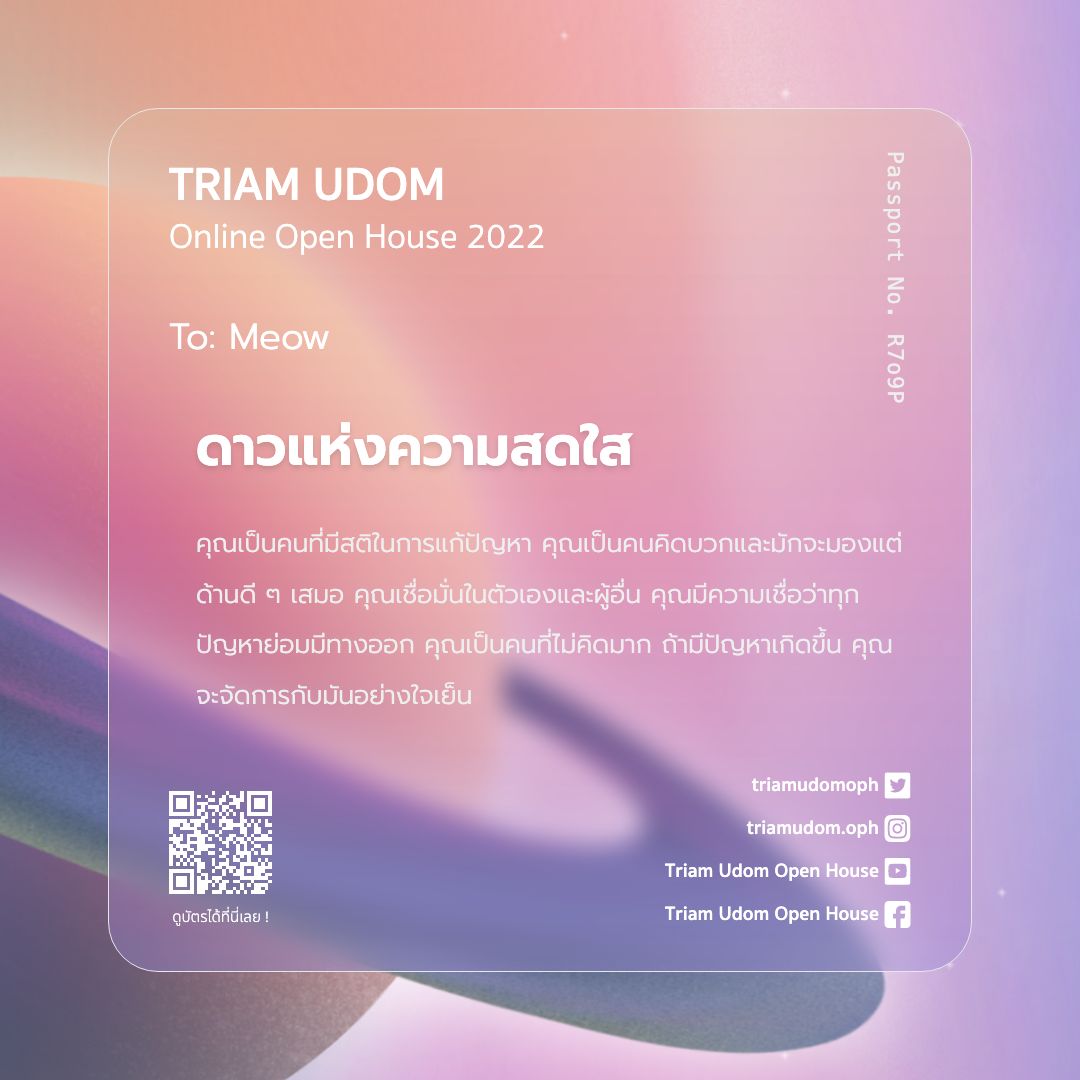 TRIAM UDOM
Online Open House 2022
Passport No. R7o9P
To: Meow
ดาวแห่งความสดใส
คุณเป็นคนที่มีสติในการแก้ปัญหา คุณเป็นคนคิดบวกและมักจะมองแต่
ด้านดี ๆ เสมอ คุณเชื่อมั่นในตัวเองและผู้อื่น คุณมีความเชื่อว่าทุก
ปัญหาย่อมมีทางออก คุณเป็นคนที่ไม่คิดมาก ถ้ามีปัญหาเกิดขึ้น คุณ
จะจัดการกับมันอย่างใจเย็น
triamudomoph
triamudom.oph
Triam Udom Open House
Triam Udom Open House
ดูบัตรได้ที่นี่เลย !